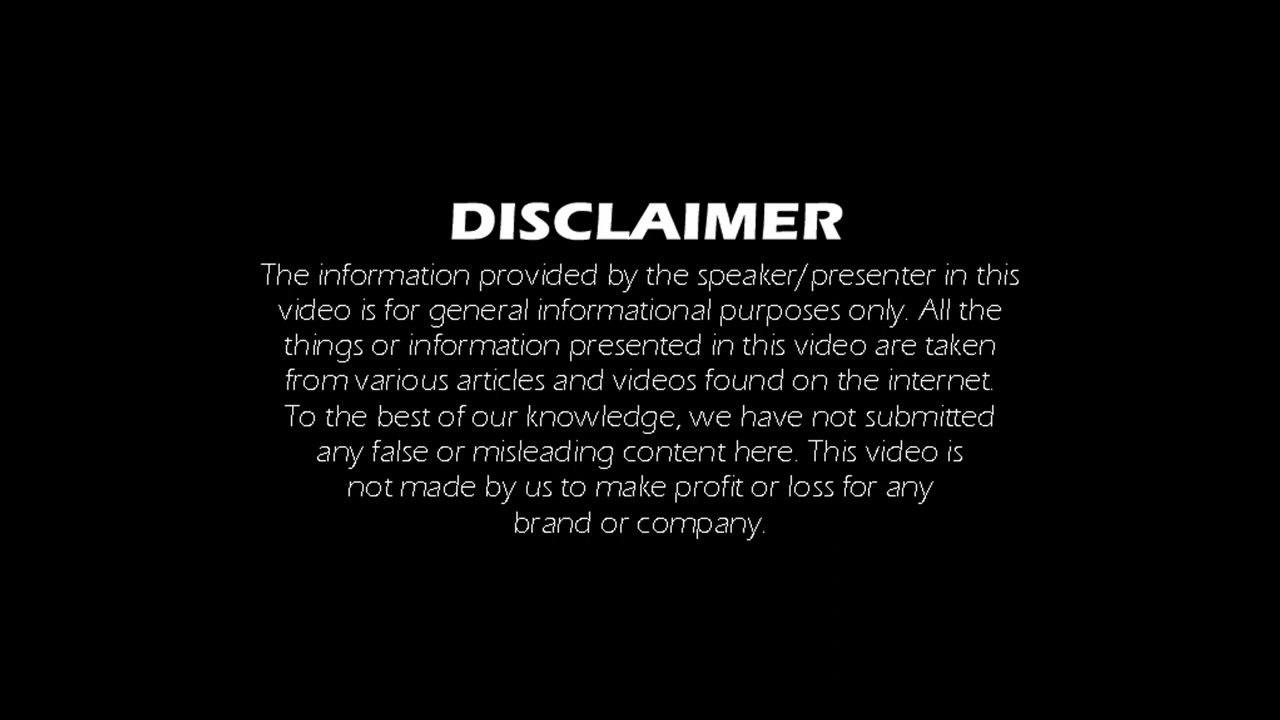 DISCLAIMER
The information provided by the speaker/presenter in this
video is for general informational purposes only. All the
things or information presented in this video are taken
from various articles and videos found on the internet.
To the best of our knowledge, we have not submitted
any false or misleading content here. This video is
not made by us to make profit or loss for any
brand or company.